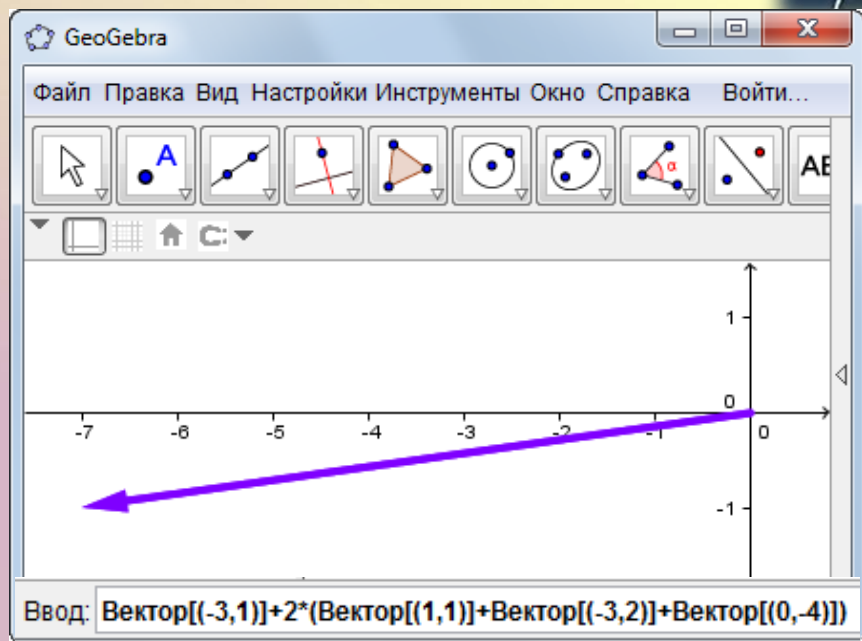 GeoGebra
Файл Правка Вид Настройки Инструменты Окно Справка Войти...
A α AB
1
0
-7 -6 -5 -4 -3 -2 -1 0
-1
Ввод: Вектор[(-3,1)]+2*(Вектор[(1,1)]+Вектор[(-3,2)]+Вектор[(0,-4)])